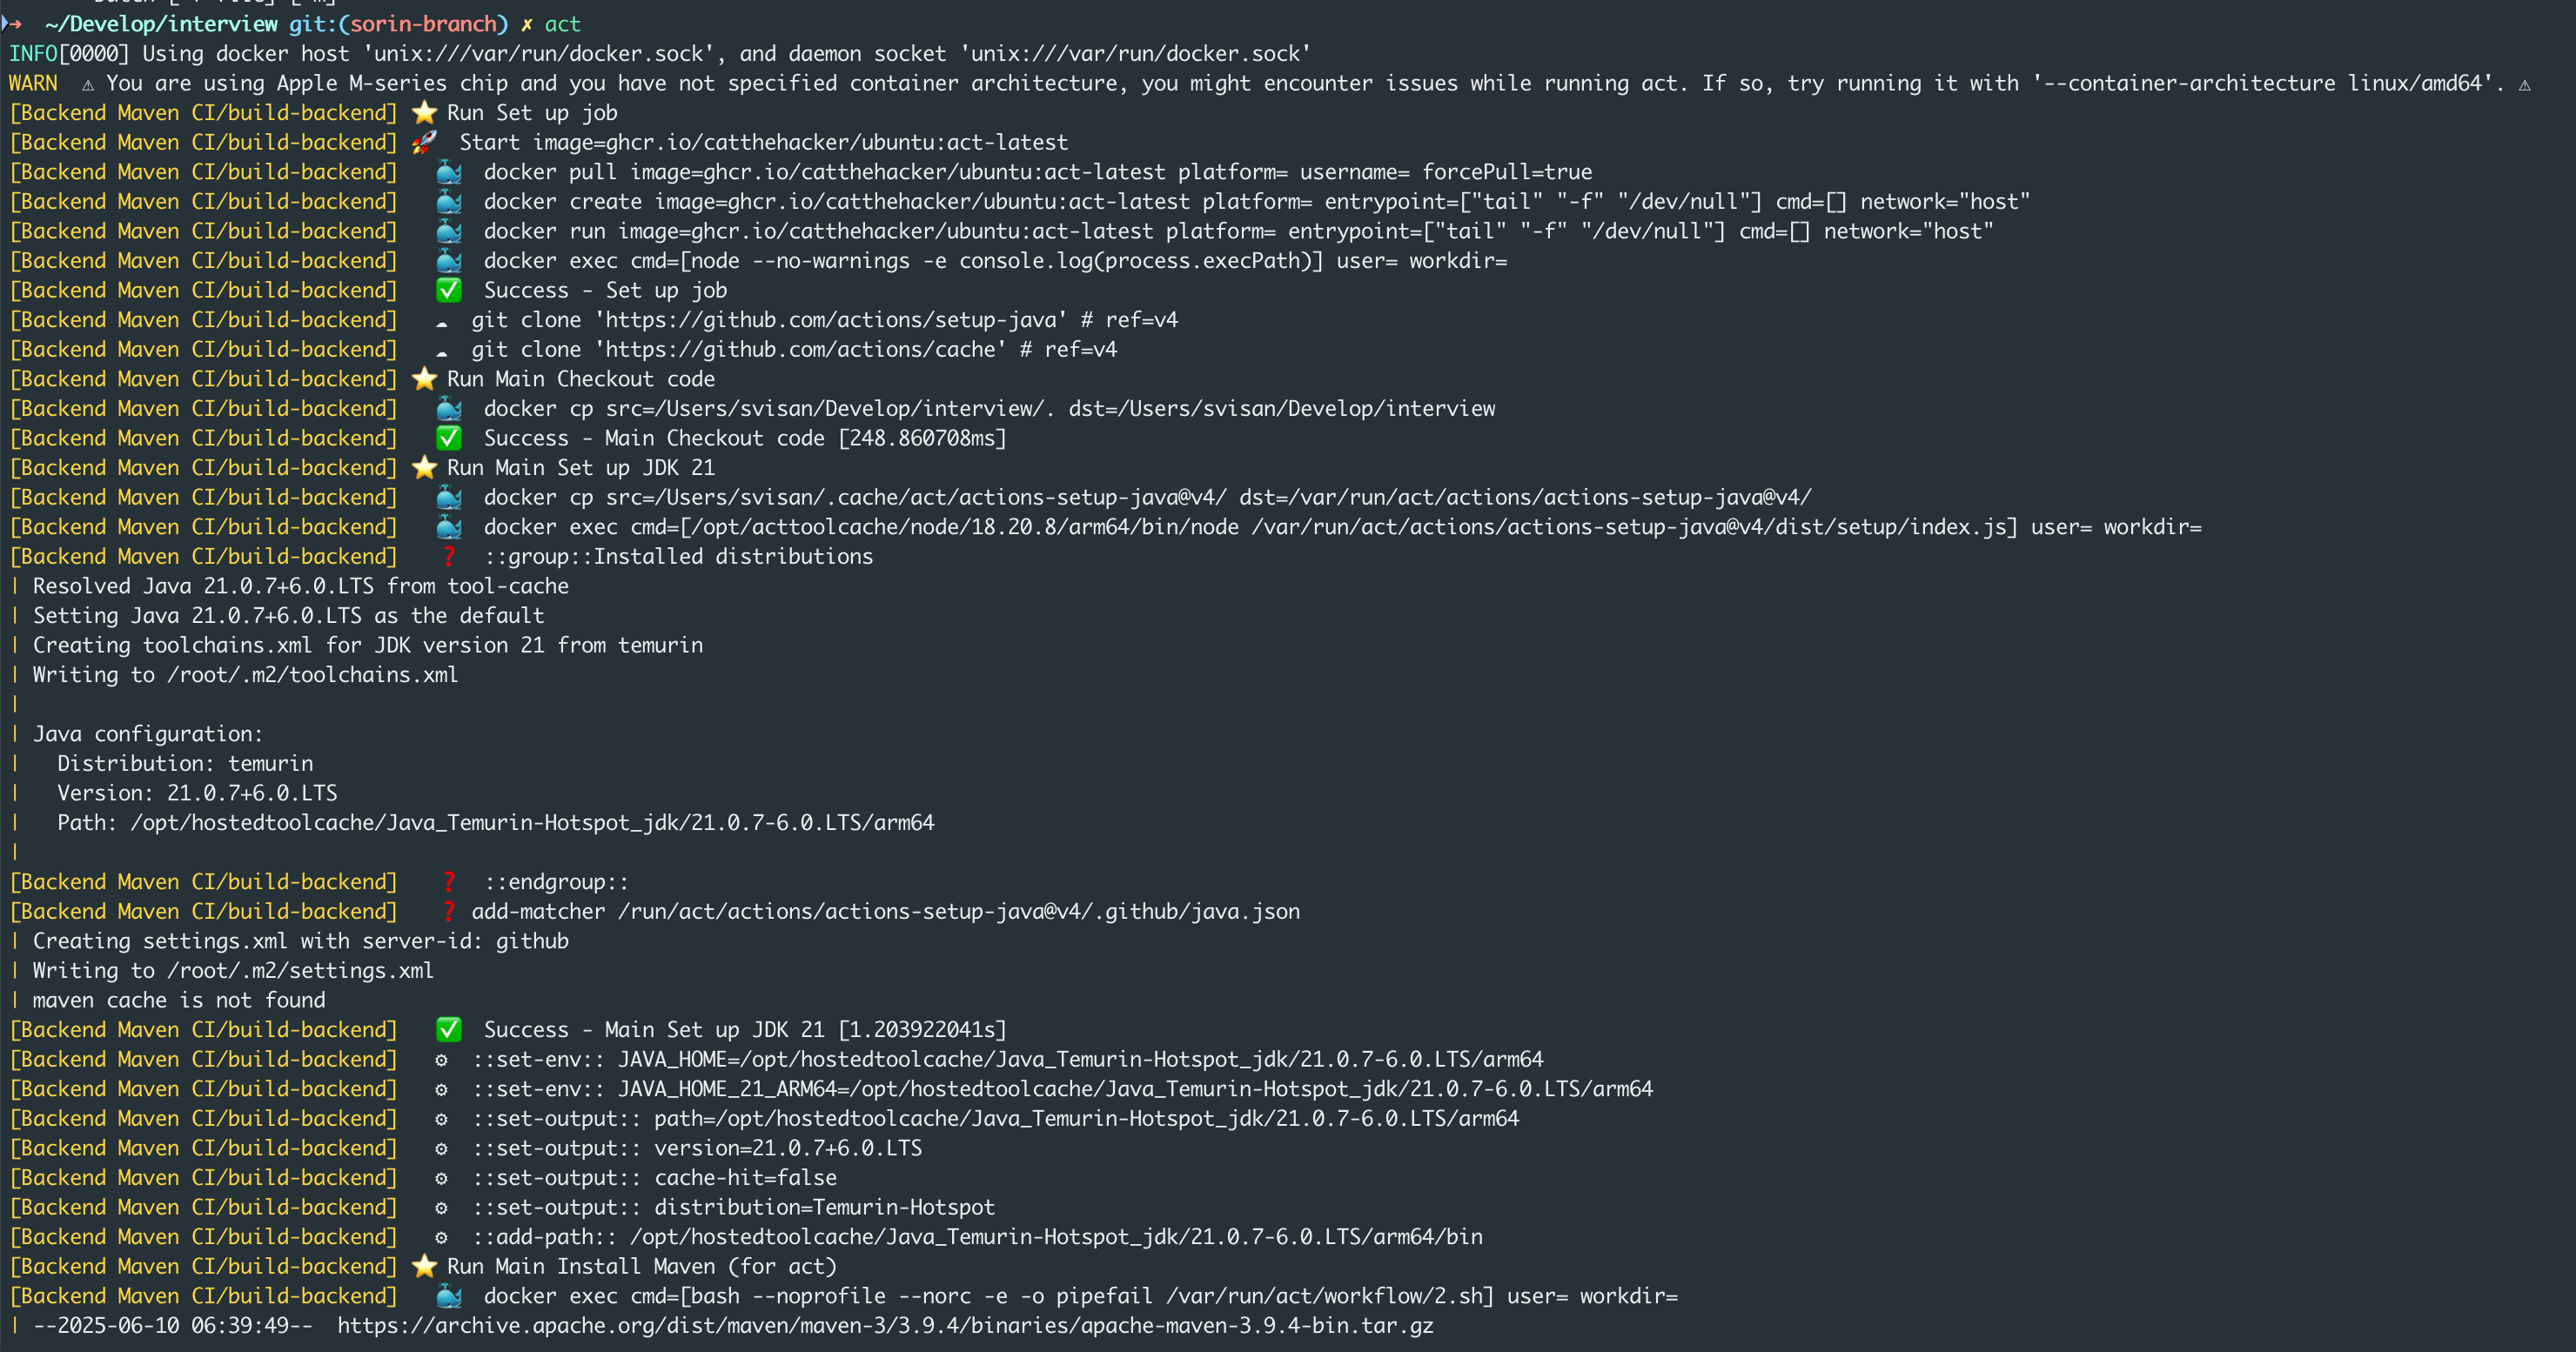 ➜ ~/Develop/interview git:(sorin-branch) ✗ act
INFO[0000] Using docker host 'unix:///var/run/docker.sock', and daemon socket 'unix:///var/run/docker.sock'
WARN ⚠ You are using Apple M-series chip and you have not specified container architecture, you might encounter issues while running act. If so, try running it with '--container-architecture linux/amd64'. ⚠
[Backend Maven CI/build-backend] ⭐ Run Set up job
[Backend Maven CI/build-backend] 🚀 Start image=ghcr.io/catthehacker/ubuntu:act-latest
[Backend Maven CI/build-backend] 🐳 docker pull image=ghcr.io/catthehacker/ubuntu:act-latest platform= username= forcePull=true
[Backend Maven CI/build-backend] 🐳 docker create image=ghcr.io/catthehacker/ubuntu:act-latest platform= entrypoint=["tail" "-f" "/dev/null"] cmd=[] network="host"
[Backend Maven CI/build-backend] 🐳 docker run image=ghcr.io/catthehacker/ubuntu:act-latest platform= entrypoint=["tail" "-f" "/dev/null"] cmd=[] network="host"
[Backend Maven CI/build-backend] 🐳 docker exec cmd=[node --no-warnings -e console.log(process.execPath)] user= workdir=
[Backend Maven CI/build-backend] ✅ Success - Set up job
[Backend Maven CI/build-backend] ☁ git clone 'https://github.com/actions/setup-java' # ref=v4
[Backend Maven CI/build-backend] ☁ git clone 'https://github.com/actions/cache' # ref=v4
[Backend Maven CI/build-backend] ⭐ Run Main Checkout code
[Backend Maven CI/build-backend] 🐳 docker cp src=/Users/svisan/Develop/interview/. dst=/Users/svisan/Develop/interview
[Backend Maven CI/build-backend] ✅ Success - Main Checkout code [248.860708ms]
[Backend Maven CI/build-backend] ⭐ Run Main Set up JDK 21
[Backend Maven CI/build-backend] 🐳 docker cp src=/Users/svisan/.cache/act/actions-setup-java@v4/ dst=/var/run/act/actions/actions-setup-java@v4/
[Backend Maven CI/build-backend] 🐳 docker exec cmd=[/opt/acttoolcache/node/18.20.8/arm64/bin/node /var/run/act/actions/actions-setup-java@v4/dist/setup/index.js] user= workdir=
[Backend Maven CI/build-backend] ❓ ::group::Installed distributions
| Resolved Java 21.0.7+6.0.LTS from tool-cache
| Setting Java 21.0.7+6.0.LTS as the default
| Creating toolchains.xml for JDK version 21 from temurin
| Writing to /root/.m2/toolchains.xml
|
| Java configuration:
|   Distribution: temurin
|   Version: 21.0.7+6.0.LTS
|   Path: /opt/hostedtoolcache/Java_Temurin-Hotspot_jdk/21.0.7-6.0.LTS/arm64
|
[Backend Maven CI/build-backend] ❓ ::endgroup::
[Backend Maven CI/build-backend] ❓ add-matcher /run/act/actions/actions-setup-java@v4/.github/java.json
| Creating settings.xml with server-id: github
| Writing to /root/.m2/settings.xml
| maven cache is not found
[Backend Maven CI/build-backend] ✅ Success - Main Set up JDK 21 [1.203922041s]
[Backend Maven CI/build-backend] ⚙ ::set-env:: JAVA_HOME=/opt/hostedtoolcache/Java_Temurin-Hotspot_jdk/21.0.7-6.0.LTS/arm64
[Backend Maven CI/build-backend] ⚙ ::set-env:: JAVA_HOME_21_ARM64=/opt/hostedtoolcache/Java_Temurin-Hotspot_jdk/21.0.7-6.0.LTS/arm64
[Backend Maven CI/build-backend] ⚙ ::set-output:: path=/opt/hostedtoolcache/Java_Temurin-Hotspot_jdk/21.0.7-6.0.LTS/arm64
[Backend Maven CI/build-backend] ⚙ ::set-output:: version=21.0.7+6.0.LTS
[Backend Maven CI/build-backend] ⚙ ::set-output:: cache-hit=false
[Backend Maven CI/build-backend] ⚙ ::set-output:: distribution=Temurin-Hotspot
[Backend Maven CI/build-backend] ⚙ ::add-path:: /opt/hostedtoolcache/Java_Temurin-Hotspot_jdk/21.0.7-6.0.LTS/arm64/bin
[Backend Maven CI/build-backend] ⭐ Run Main Install Maven (for act)
[Backend Maven CI/build-backend] 🐳 docker exec cmd=[bash --noprofile --norc -e -o pipefail /var/run/act/workflow/2.sh] user= workdir=
| --2025-06-10 06:39:49--  https://archive.apache.org/dist/maven/maven-3/3.9.4/binaries/apache-maven-3.9.4-bin.tar.gz